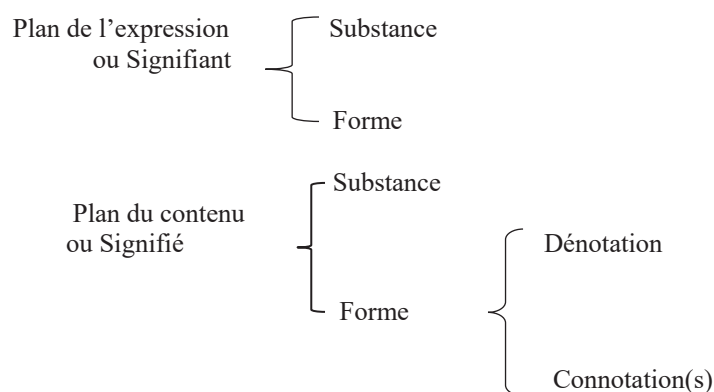 Plan de l’expression
ou Signifiant
Substance
Forme
Plan du contenu
ou Signifié
Substance
Forme
Dénotation
Connotation(s)